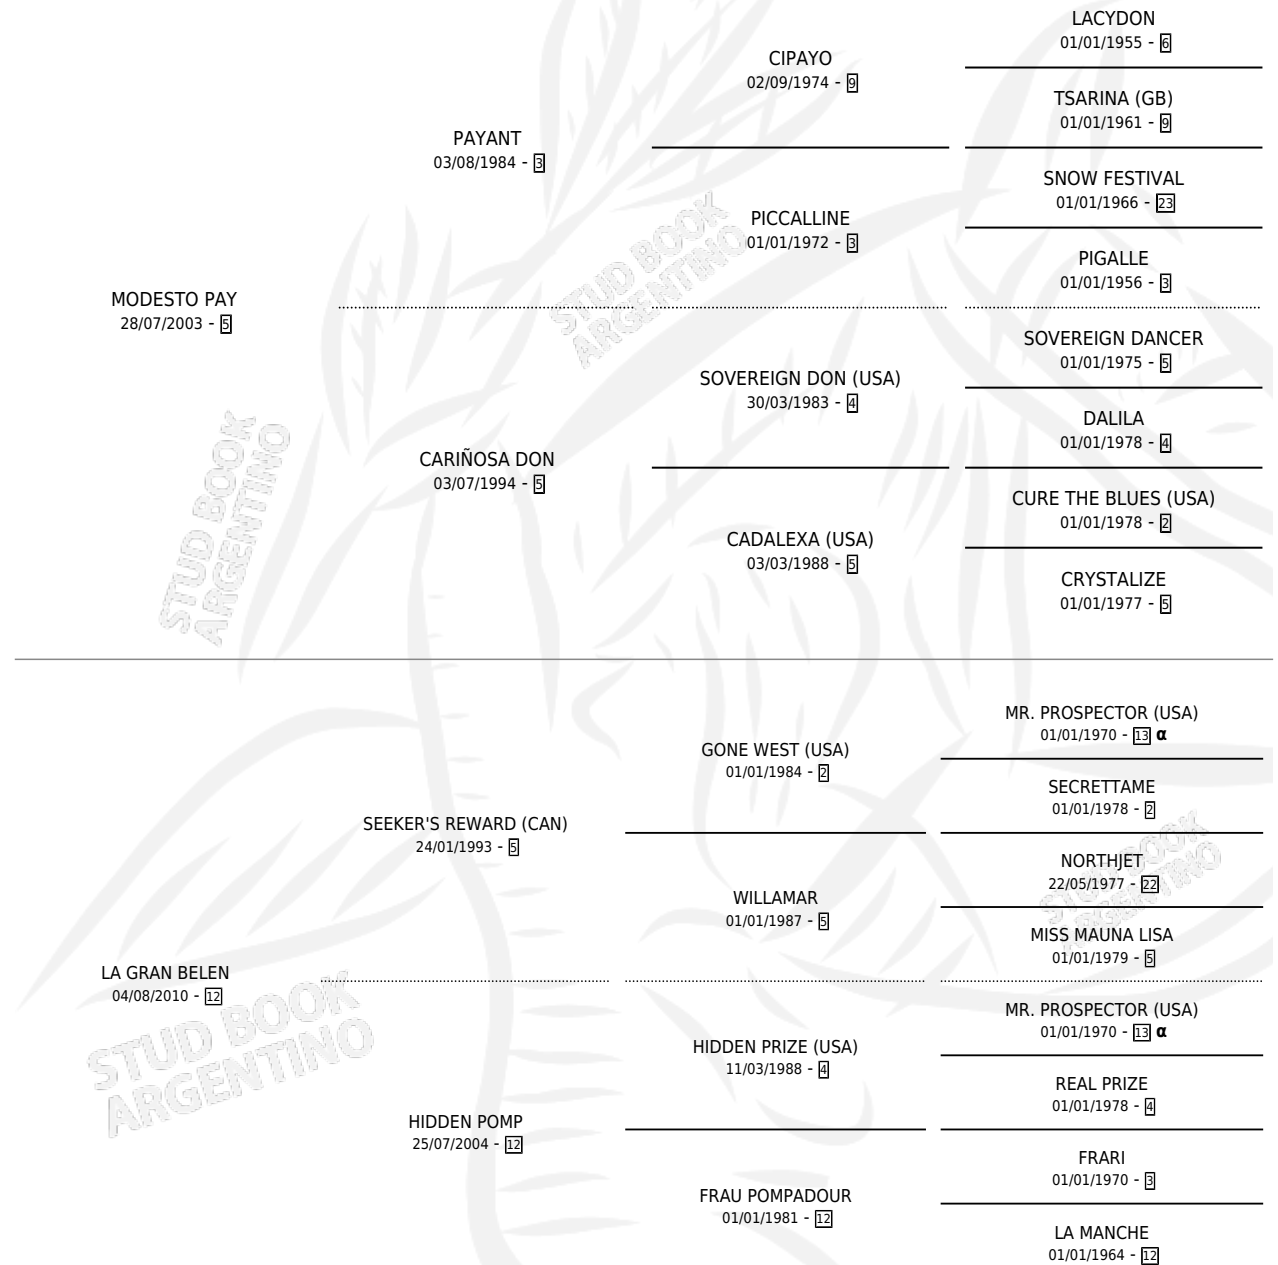 LACYDON
01/01/1955 - 6
CIPAYO
02/09/1974 - 9
TSARINA (GB)
01/01/1961 - 9
PAYANT
03/08/1984 - 3
SNOW FESTIVAL
01/01/1966 - 23
PICCALLINE
01/01/1972 - 3
PIGALLE
01/01/1956 - 3
MODESTO PAY
28/07/2003 - 5
SOVEREIGN DANCER
01/01/1975 - 5
SOVEREIGN DON (USA)
30/03/1983 - 4
DALILA
01/01/1978 - 4
CARIÑOSA DON
03/07/1994 - 5
CURE THE BLUES (USA)
01/01/1978 - 2
CADALEXA (USA)
03/03/1988 - 5
CRYSTALIZE
01/01/1977 - 5
STUD BOOK
ARGENTINO
STUD BOOK
ARGENTINO
MR. PROSPECTOR (USA)
01/01/1970 - 13 α
GONE WEST (USA)
01/01/1984 - 2
SECRETTAME
01/01/1978 - 2
SEEKER'S REWARD (CAN)
24/01/1993 - 5
NORTHJET
22/05/1977 - 22
WILLAMAR
01/01/1987 - 5
MISS MAUNA LISA
01/01/1979 - 5
LA GRAN BELEN
04/08/2010 - 12
MR. PROSPECTOR (USA)
01/01/1970 - 13 α
HIDDEN PRIZE (USA)
11/03/1988 - 4
REAL PRIZE
01/01/1978 - 4
HIDDEN POMP
25/07/2004 - 12
FRARI
01/01/1970 - 3
FRAU POMPADOUR
01/01/1981 - 12
LA MANCHE
01/01/1964 - 12
STUD BOOK
ARGENTINO
STUD BOOK
ARGENTINO